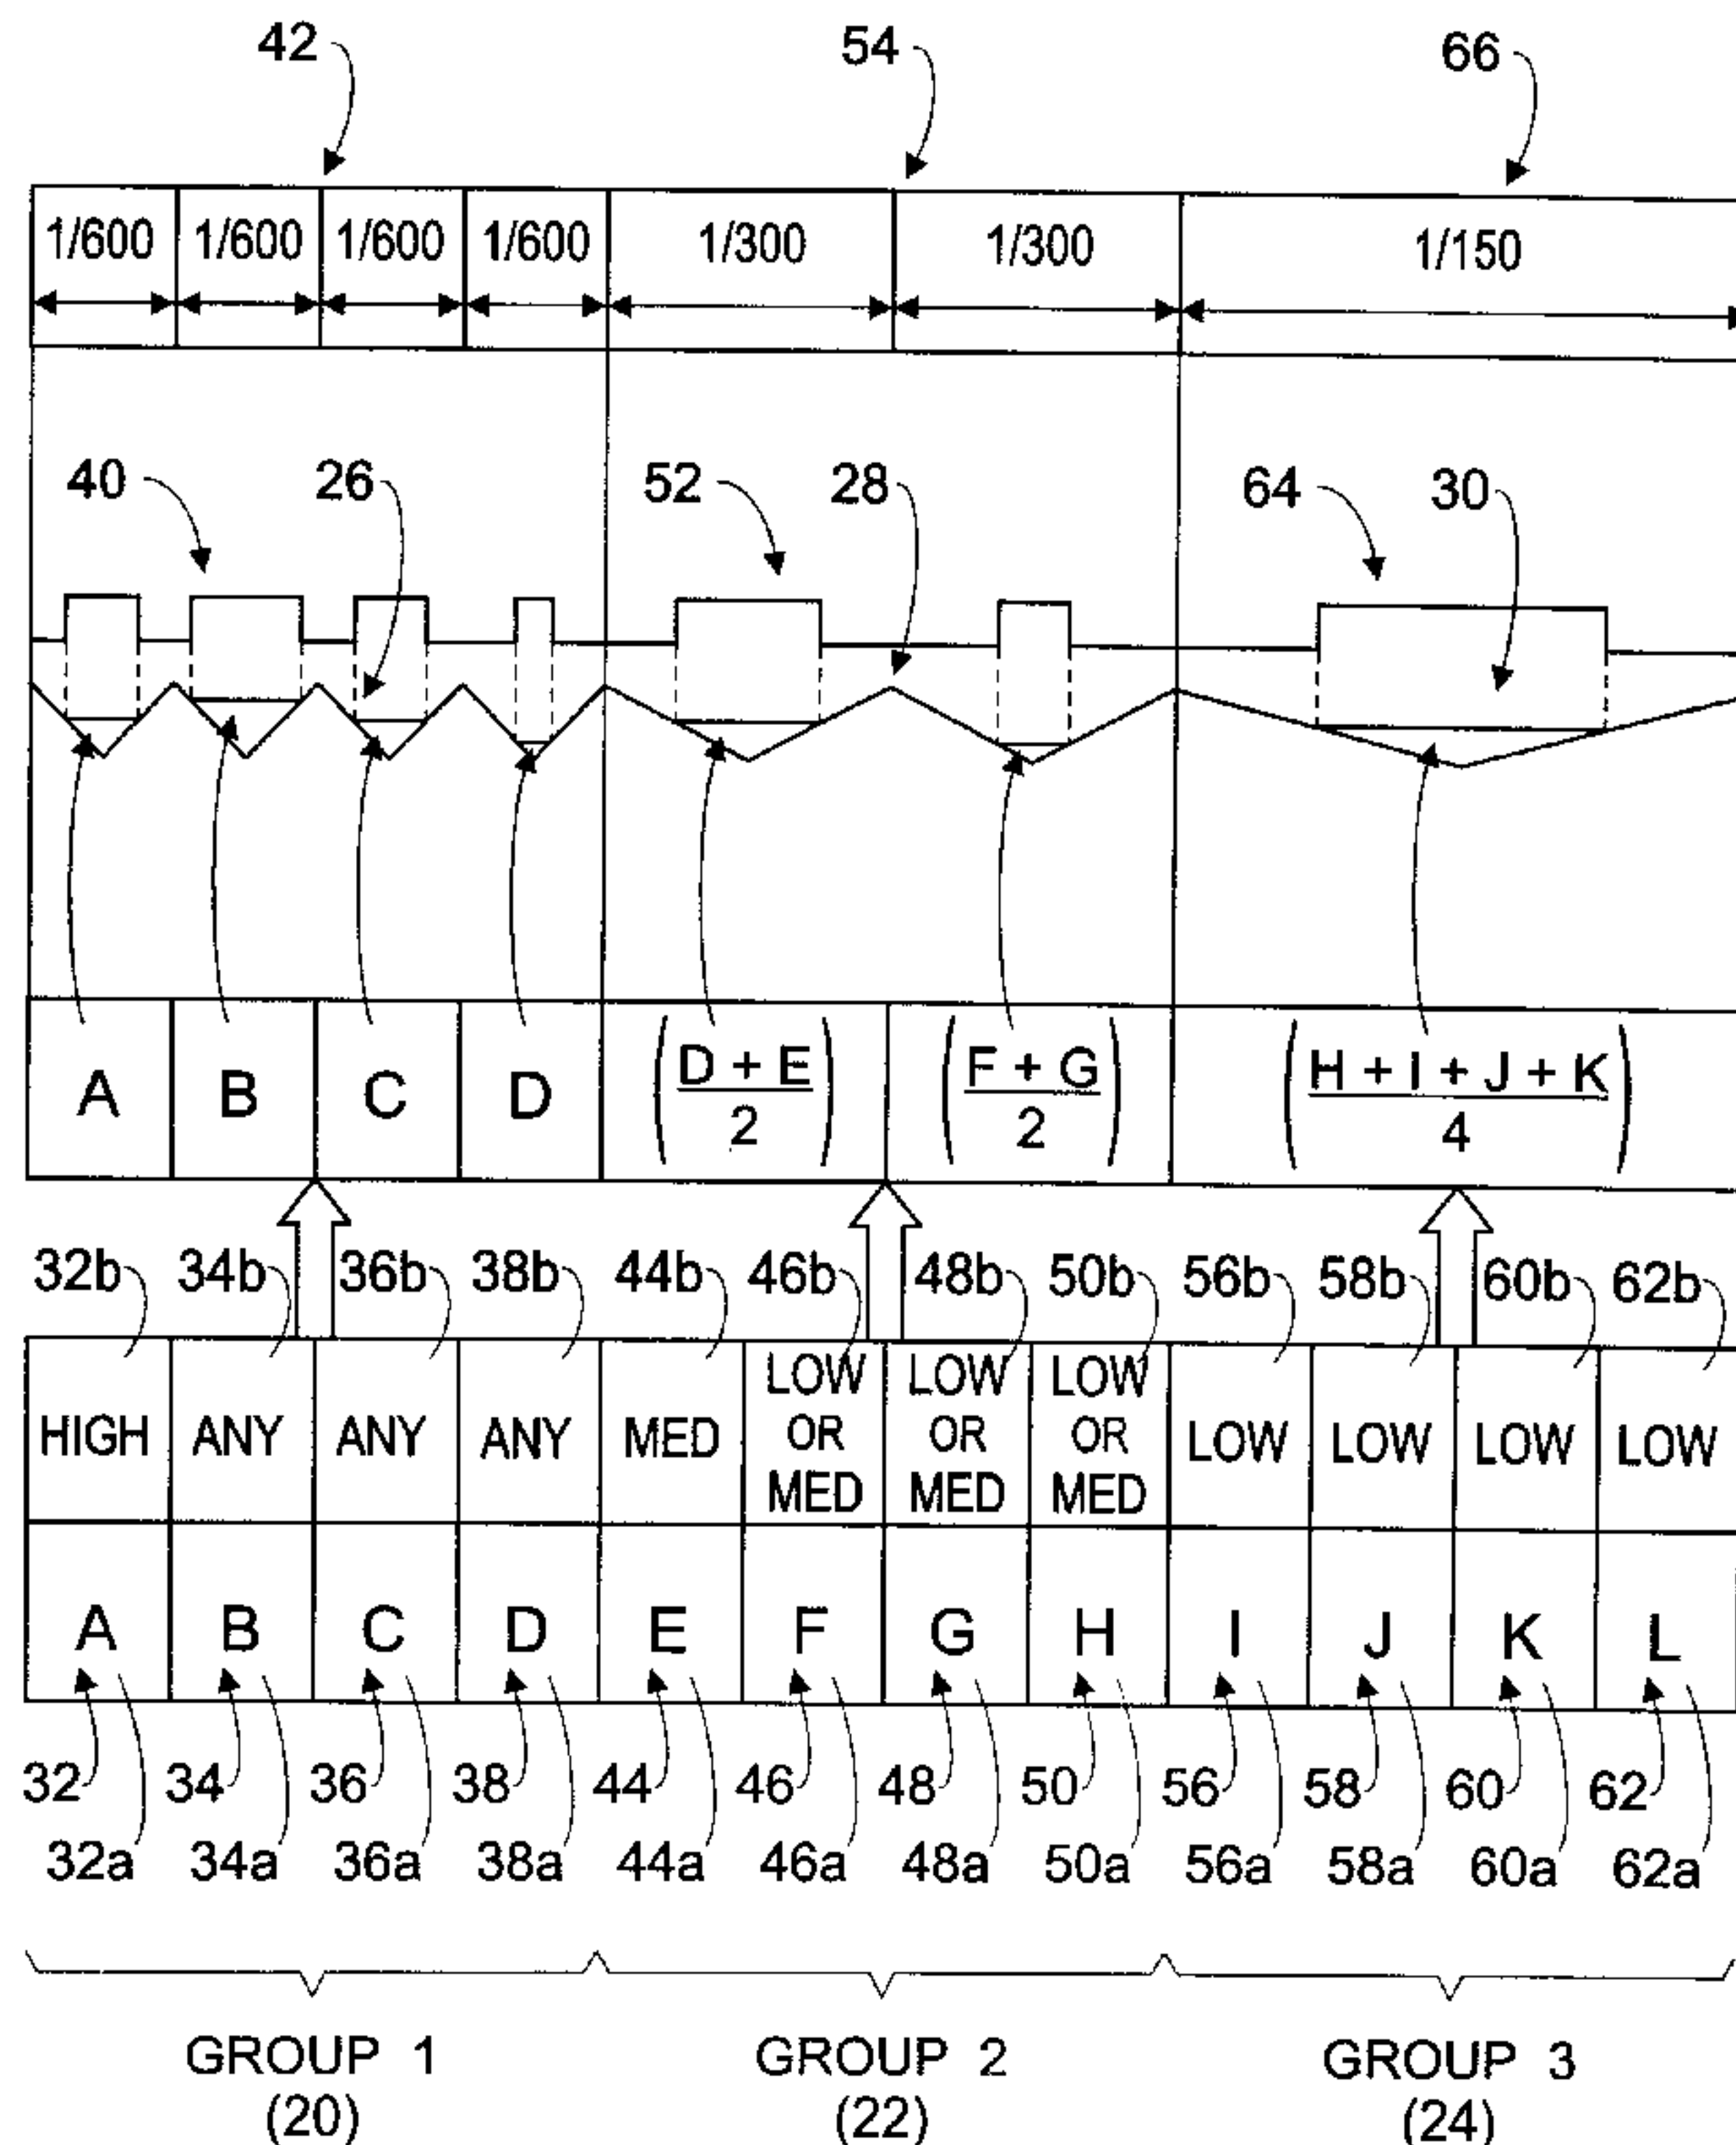 42 54 66
1/600 1/600 1/600 1/600 1/300 1/300 1/150
40 26 52 28 64 30
A B C D (D + E / 2) (F + G / 2) (H + I + J + K / 4)
32b 34b 36b 38b 44b 46b 48b 50b 56b 58b 60b 62b
HIGH ANY ANY ANY MED LOW OR MED LOW OR MED LOW OR MED LOW LOW LOW LOW
A B C D E F G H I J K L
32 34 36 38 44 46 48 50 56 58 60 62
32a 34a 36a 38a 44a 46a 48a 50a 56a 58a 60a 62a
GROUP 1 GROUP 2 GROUP 3
(20) (22) (24)